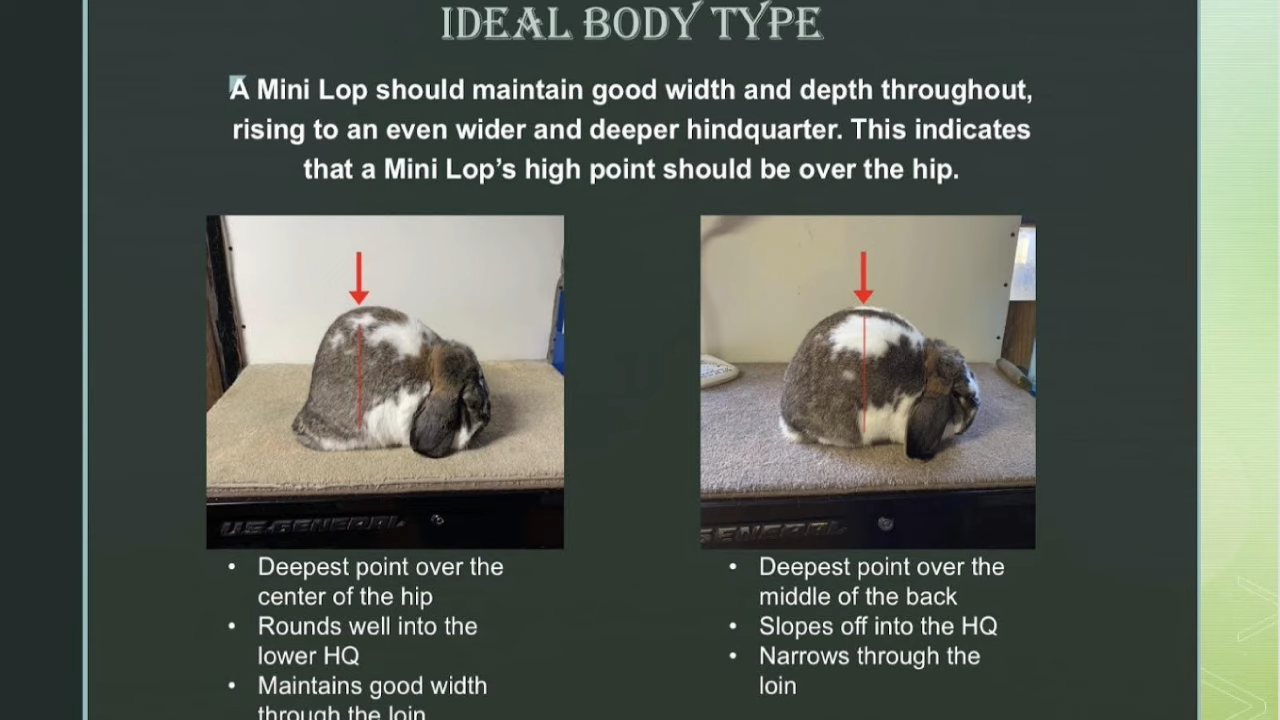 IDEAL BODY TYPE
A Mini Lop should maintain good width and depth throughout,
rising to an even wider and deeper hindquarter. This indicates
that a Mini Lop's high point should be over the hip.
U.S.GENERAL
S.GENERAL
• Deepest point over the
center of the hip
• Rounds well into the
lower HQ
• Maintains good width
through the loin
• Deepest point over the
middle of the back
• Slopes off into the HQ
• Narrows through the
loin